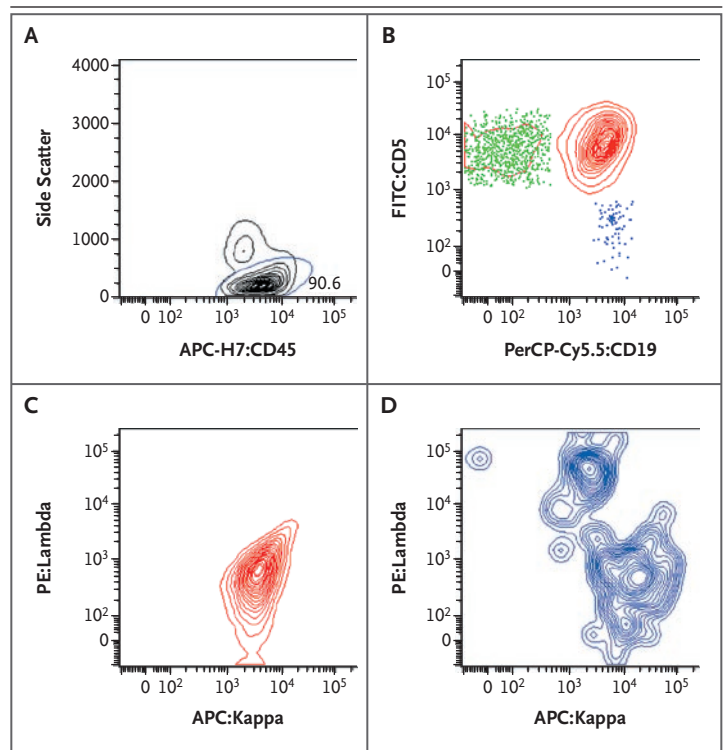 A
Side Scatter
4000
3000
2000
1000
0
90.6
0 10² 10³ 10⁴ 10⁵
APC-H7:CD45
B
FITC:CD5
10⁵
10⁴
10³
10²
0
0 10² 10³ 10⁴ 10⁵
PerCP-Cy5.5:CD19
C
PE:Lambda
10⁵
10⁴
10³
10²
0
0 10² 10³ 10⁴ 10⁵
APC:Kappa
D
PE:Lambda
10⁵
10⁴
10³
10²
0
0 10² 10³ 10⁴ 10⁵
APC:Kappa